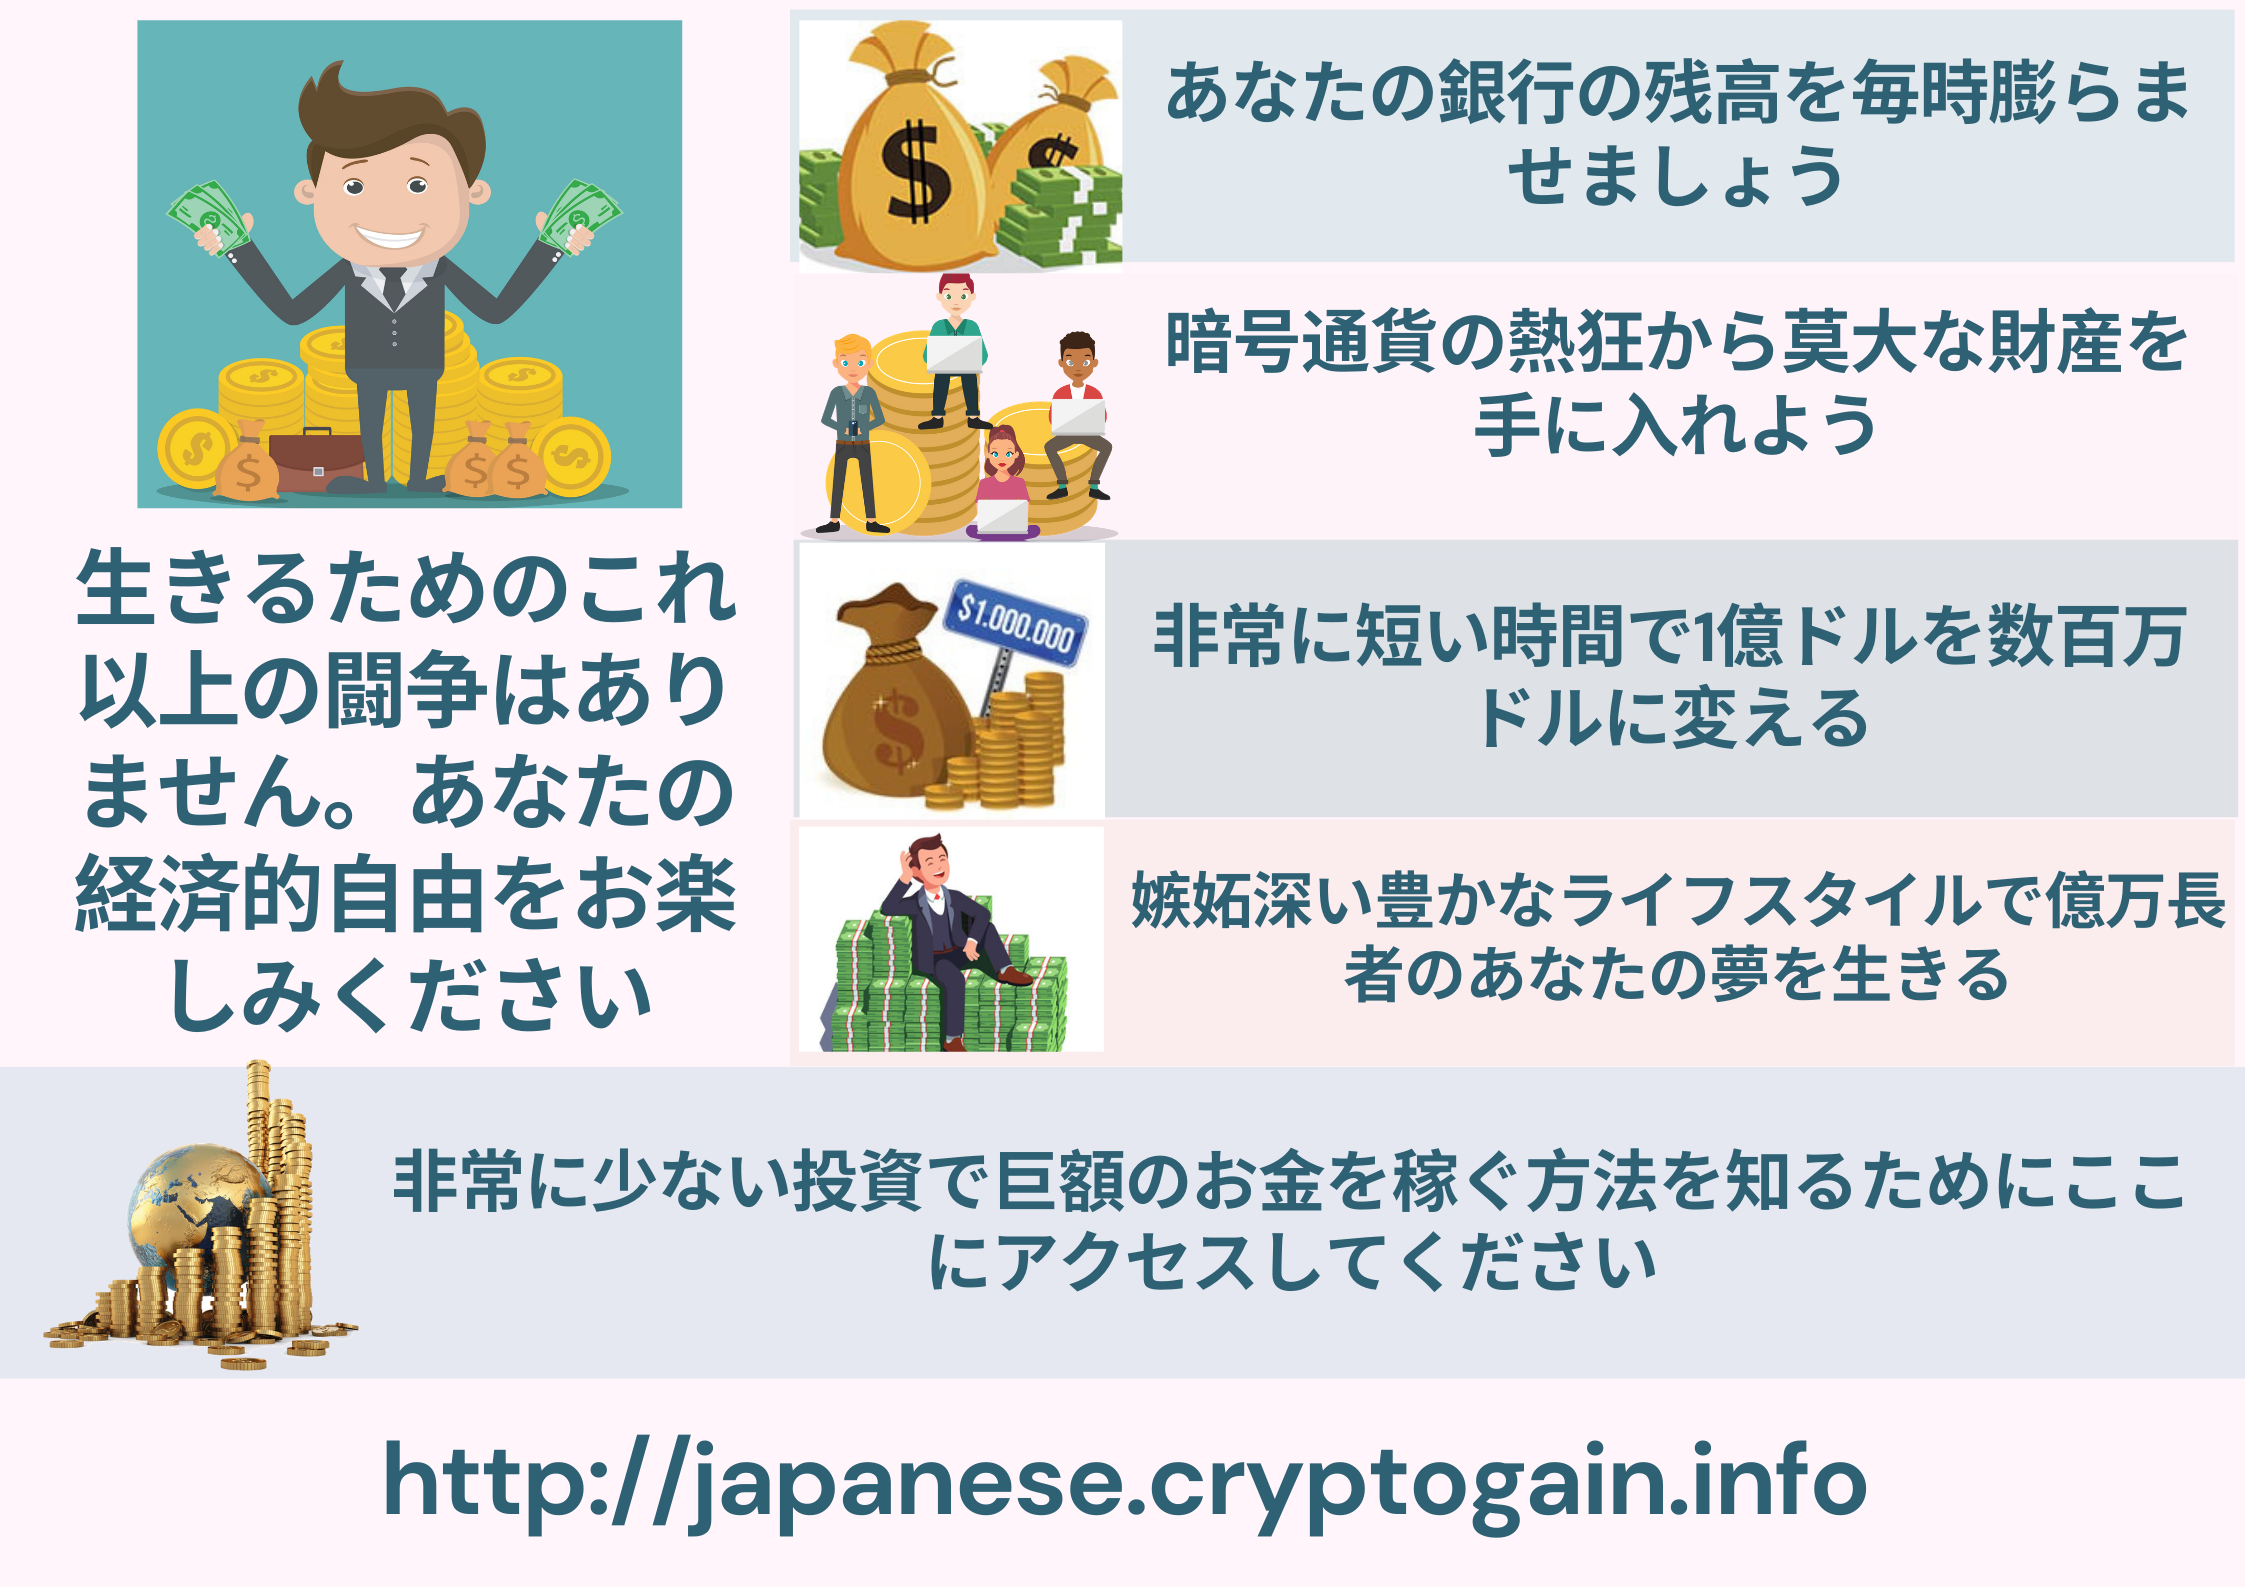 生きるためのこれ
以上の闘争はあり
ません。あなたの
経済的自由をお楽
しみください
あなたの銀行の残高を毎時膨らま
せましょう
暗号通貨の熱狂から莫大な財産を
手に入れよう
$1.000.000
非常に短い時間で1億ドルを数百万
ドルに変える
嫉妬深い豊かなライフスタイルで億万長
者のあなたの夢を生きる
非常に少ない投資で巨額のお金を稼ぐ方法を知るためにここ
にアクセスしてください
http://japanese.cryptogain.info